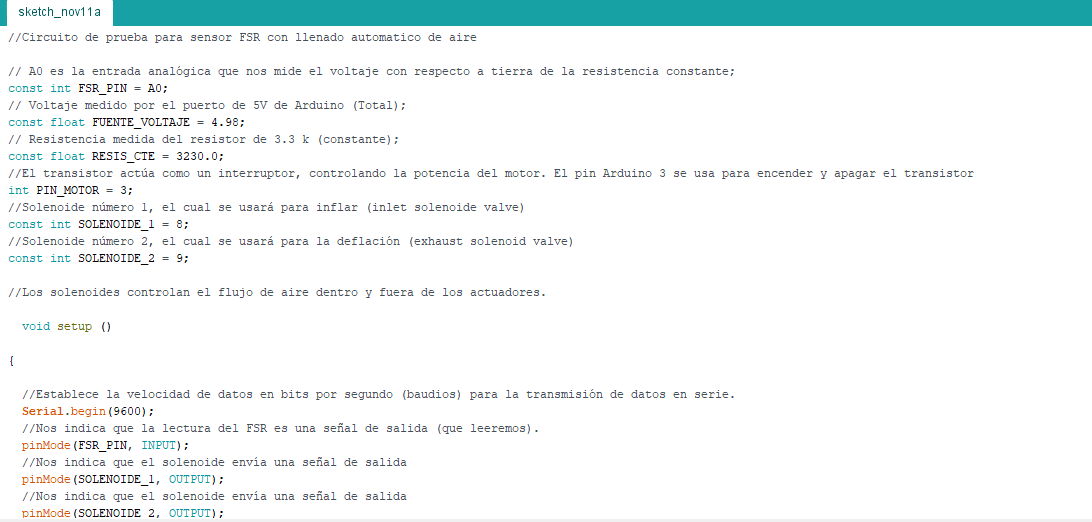 sketch_nov11a
//Circuito de prueba para sensor FSR con llenado automatico de aire
// A0 es la entrada analógica que nos mide el voltaje con respecto a tierra de la resistencia constante;
const int FSR_PIN = A0;
// Voltaje medido por el puerto de 5V de Arduino (Total);
const float FUENTE_VOLTAJE = 4.98;
// Resistencia medida del resistor de 3.3 k (constante);
const float RESIS_CTE = 3230.0;
//El transistor actúa como un interruptor, controlando la potencia del motor. El pin Arduino 3 se usa para encender y apagar el transistor
int PIN_MOTOR = 3;
//Solenoide número 1, el cual se usará para inflar (inlet solenoide valve)
const int SOLENOIDE_1 = 8;
//Solenoide número 2, el cual se usará para la deflación (exhaust solenoid valve)
const int SOLENOIDE_2 = 9;
//Los solenoides controlan el flujo de aire dentro y fuera de los actuadores.
void setup ()
{
//Establece la velocidad de datos en bits por segundo (baudios) para la transmisión de datos en serie.
Serial.begin(9600);
//Nos indica que la lectura del FSR es una señal de salida (que leeremos).
pinMode(FSR_PIN, INPUT);
//Nos indica que el solenoide envía una señal de salida
pinMode(SOLENOIDE_1, OUTPUT);
//Nos indica que el solenoide envía una señal de salida
pinMode(SOLENOIDE_2, OUTPUT);